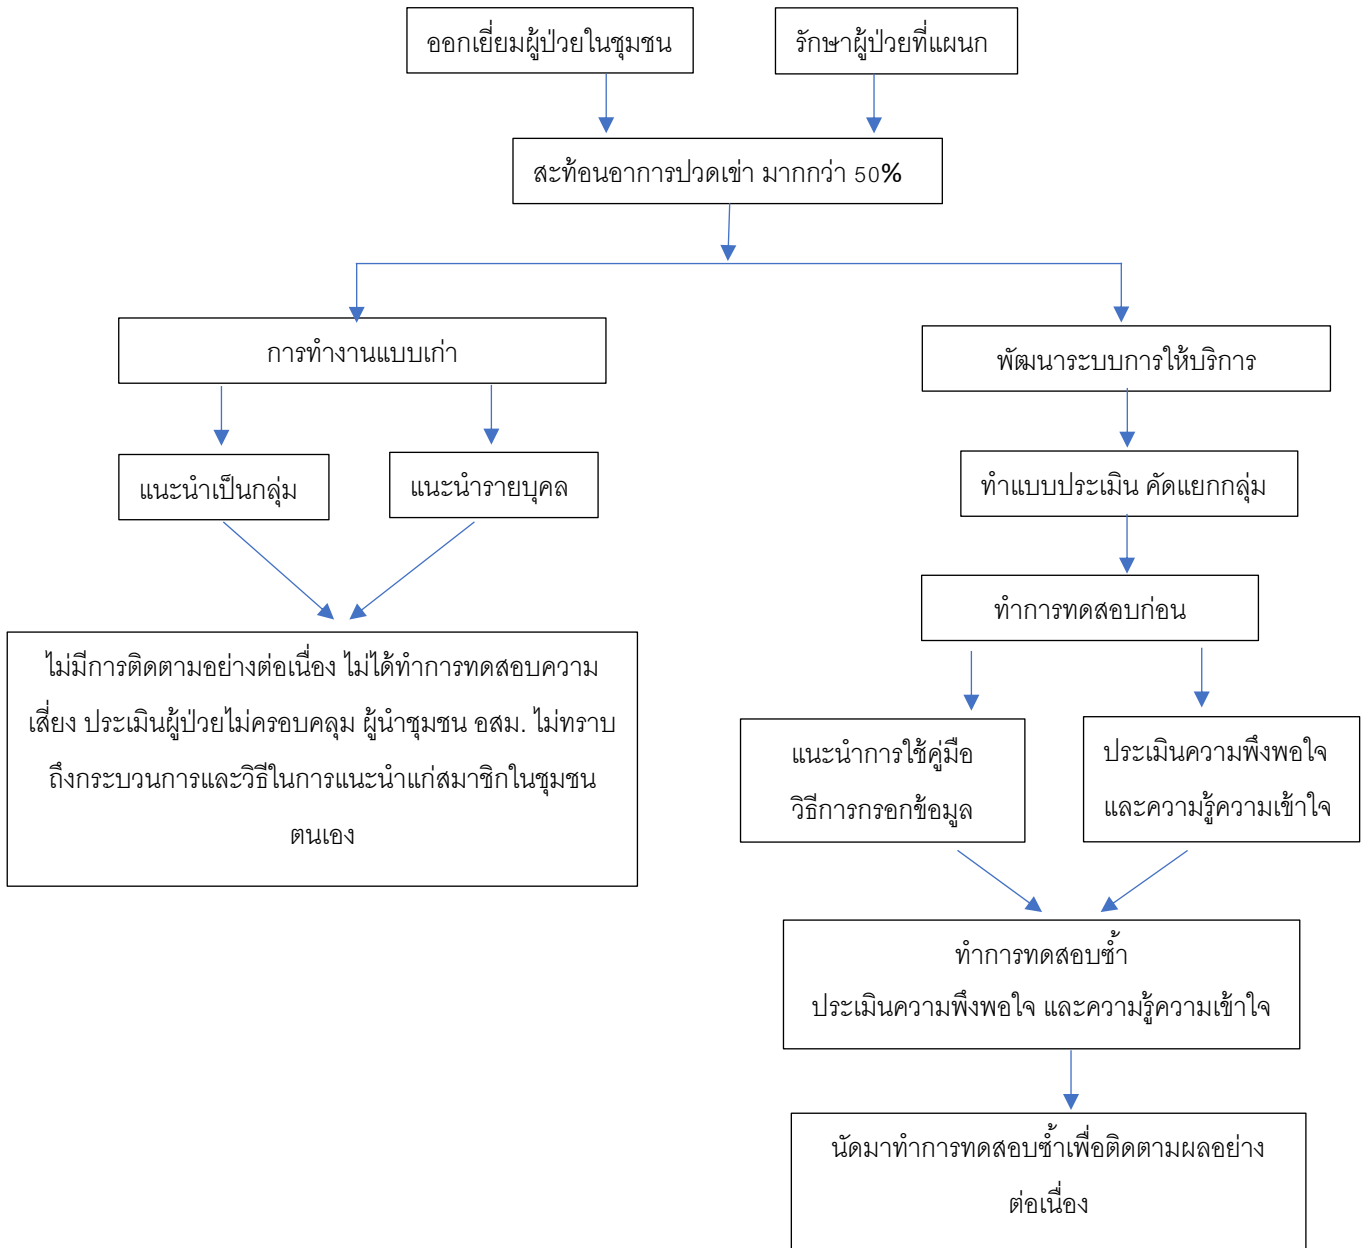 ออกเยี่ยมผู้ป่วยในชุมชน
รักษาผู้ป่วยที่แผนก
สะท้อนอาการปวดเข่า มากกว่า 50%
การทำงานแบบเก่า
พัฒนาระบบการให้บริการ
แนะนำเป็นกลุ่ม
แนะนำรายบุคล
ทำแบบประเมิน คัดแยกกลุ่ม
ทำการทดสอบก่อน
ไม่มีการติดตามอย่างต่อเนื่อง ไม่ได้ทำการทดสอบความ
เสี่ยง ประเมินผู้ป่วยไม่ครอบคลุม ผู้นำชุมชน อสม. ไม่ทราบ
ถึงกระบวนการและวิธีในการแนะนำแก่สมาชิกในชุมชน
ตนเอง
แนะนำการใช้คู่มือ
วิธีการกรอกข้อมูล
ประเมินความพึงพอใจ
และความรู้ความเข้าใจ
ทำการทดสอบซ้ำ
ประเมินความพึงพอใจ และความรู้ความเข้าใจ
นัดมาทำการทดสอบซ้ำเพื่อติดตามผลอย่าง
ต่อเนื่อง